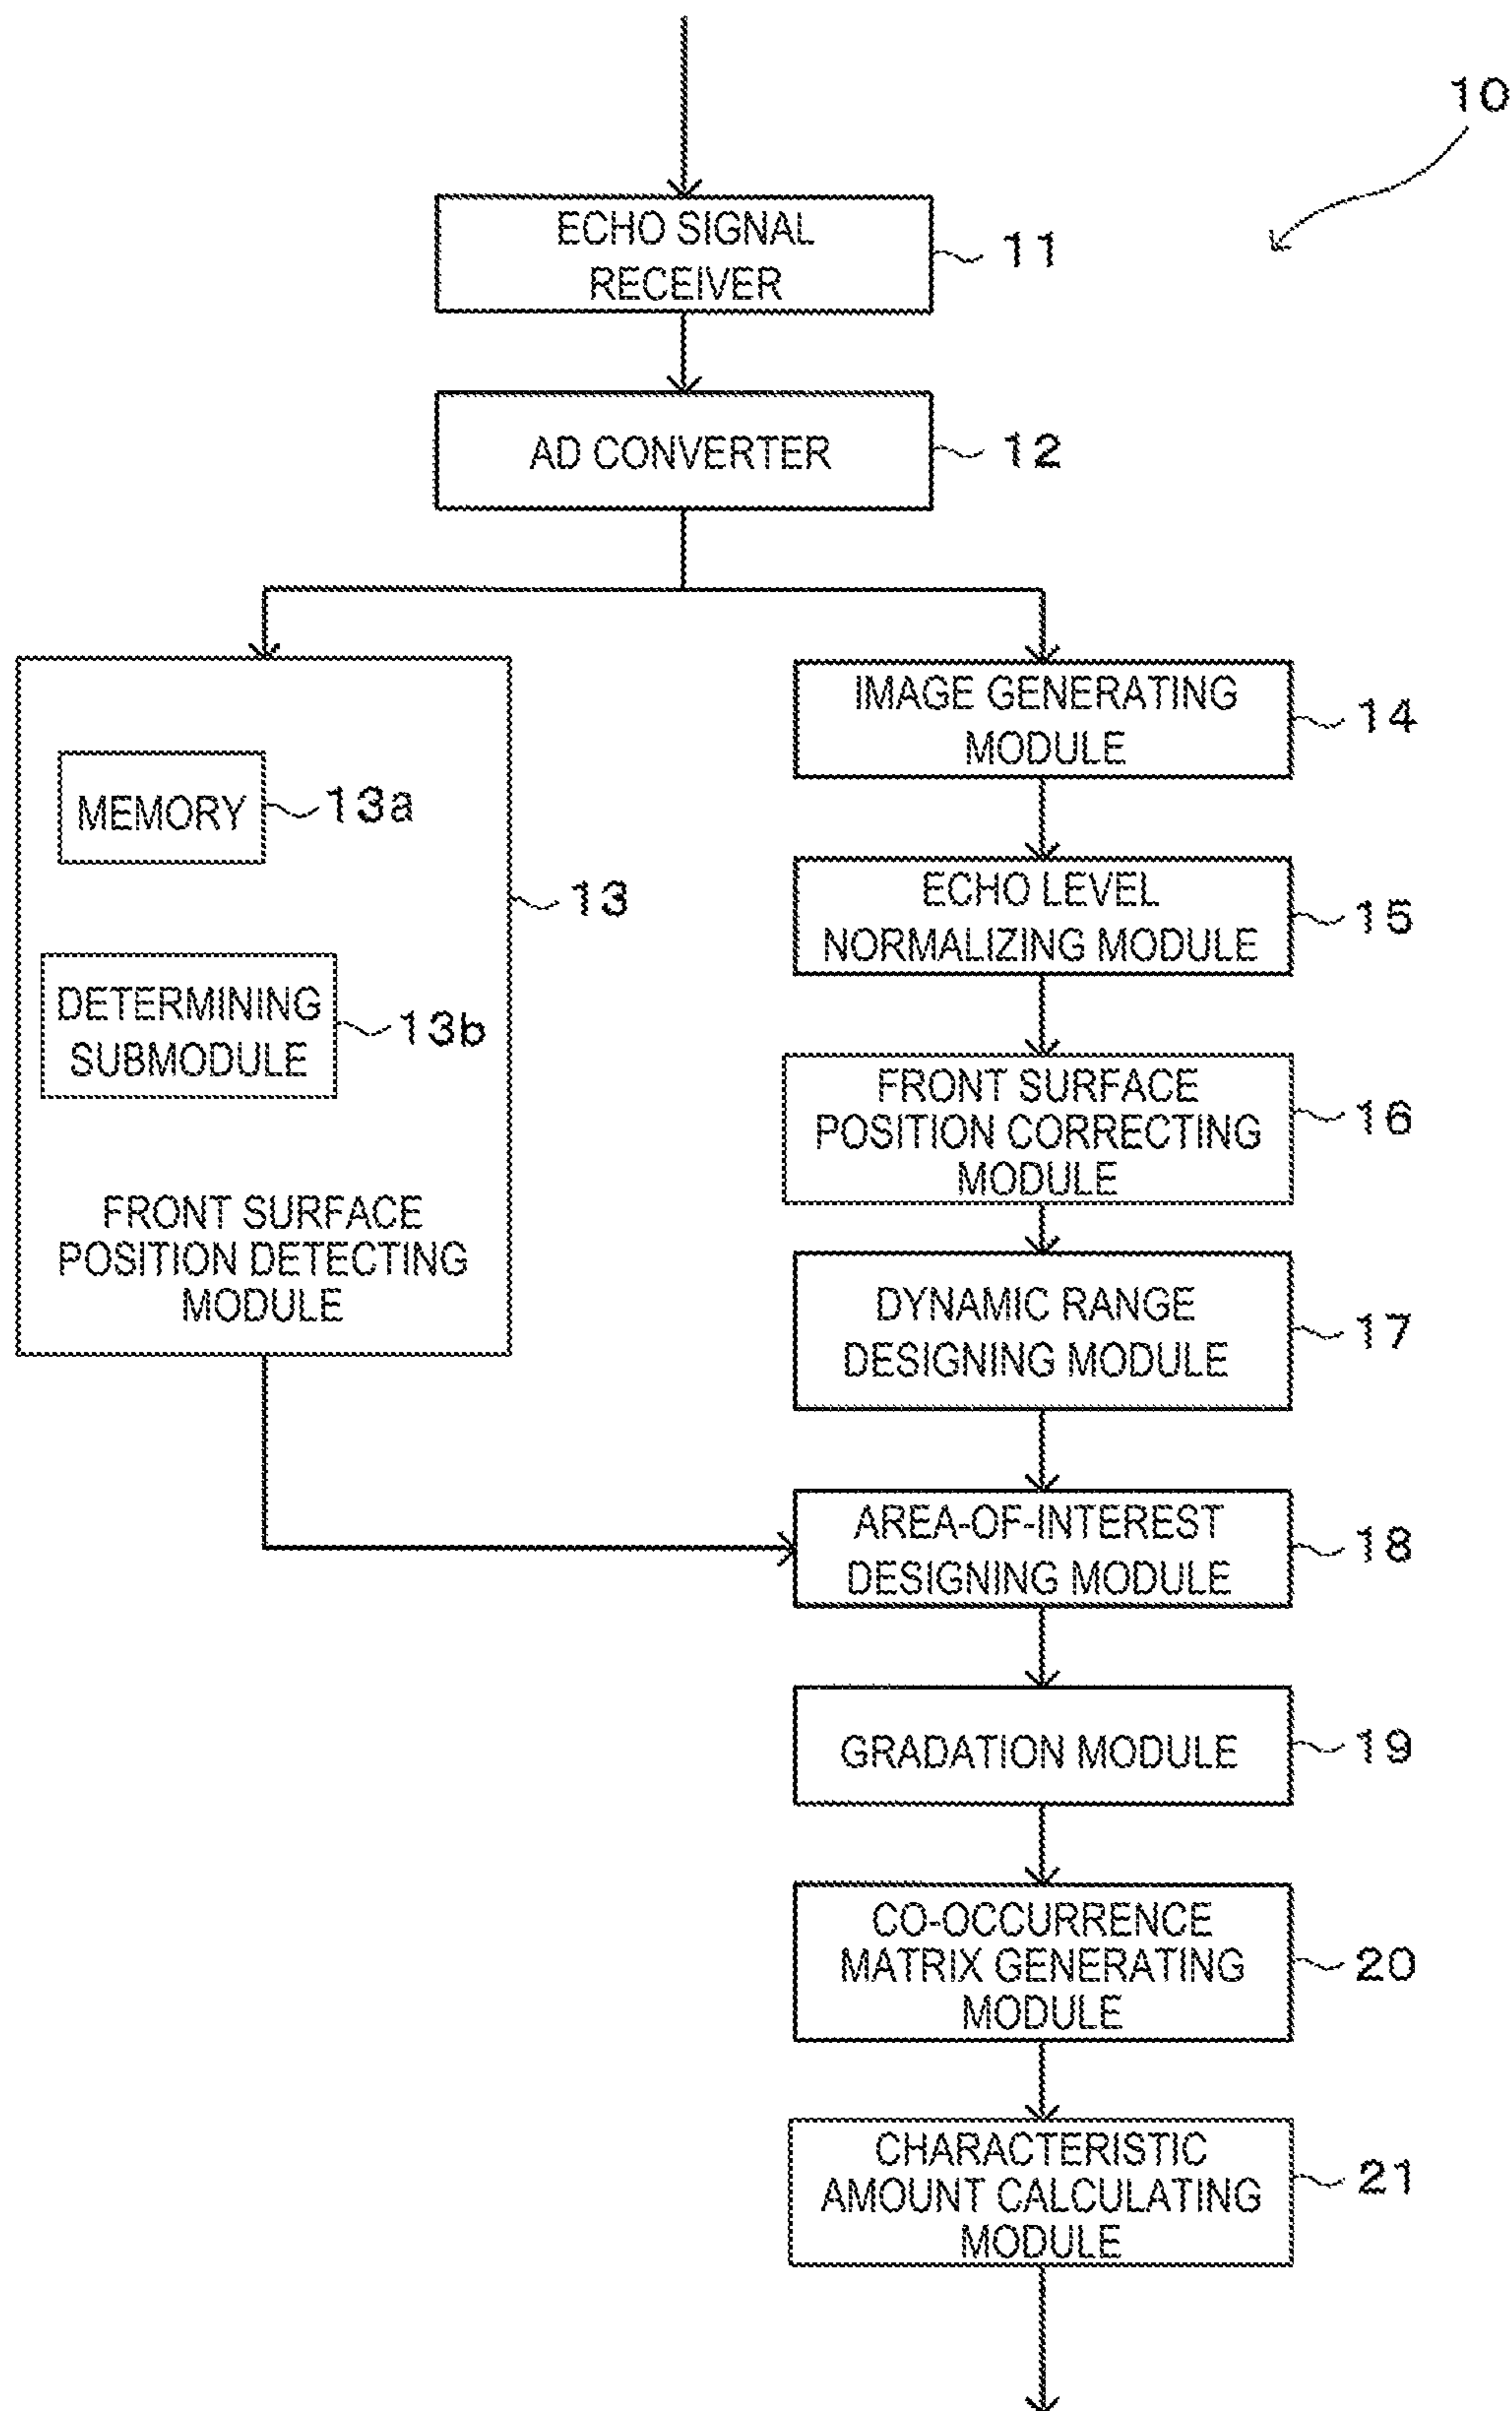 10
ECHO SIGNAL
RECEIVER
11
AD CONVERTER
12
MEMORY
13a
DETERMINING
SUBMODULE
13b
FRONT SURFACE
POSITION DETECTING
MODULE
13
IMAGE GENERATING
MODULE
14
ECHO LEVEL
NORMALIZING MODULE
15
FRONT SURFACE
POSITION CORRECTING
MODULE
16
DYNAMIC RANGE
DESIGNING MODULE
17
AREA-OF-INTEREST
DESIGNING MODULE
18
GRADATION MODULE
19
CO-OCCURRENCE
MATRIX GENERATING
MODULE
20
CHARACTERISTIC
AMOUNT CALCULATING
MODULE
21